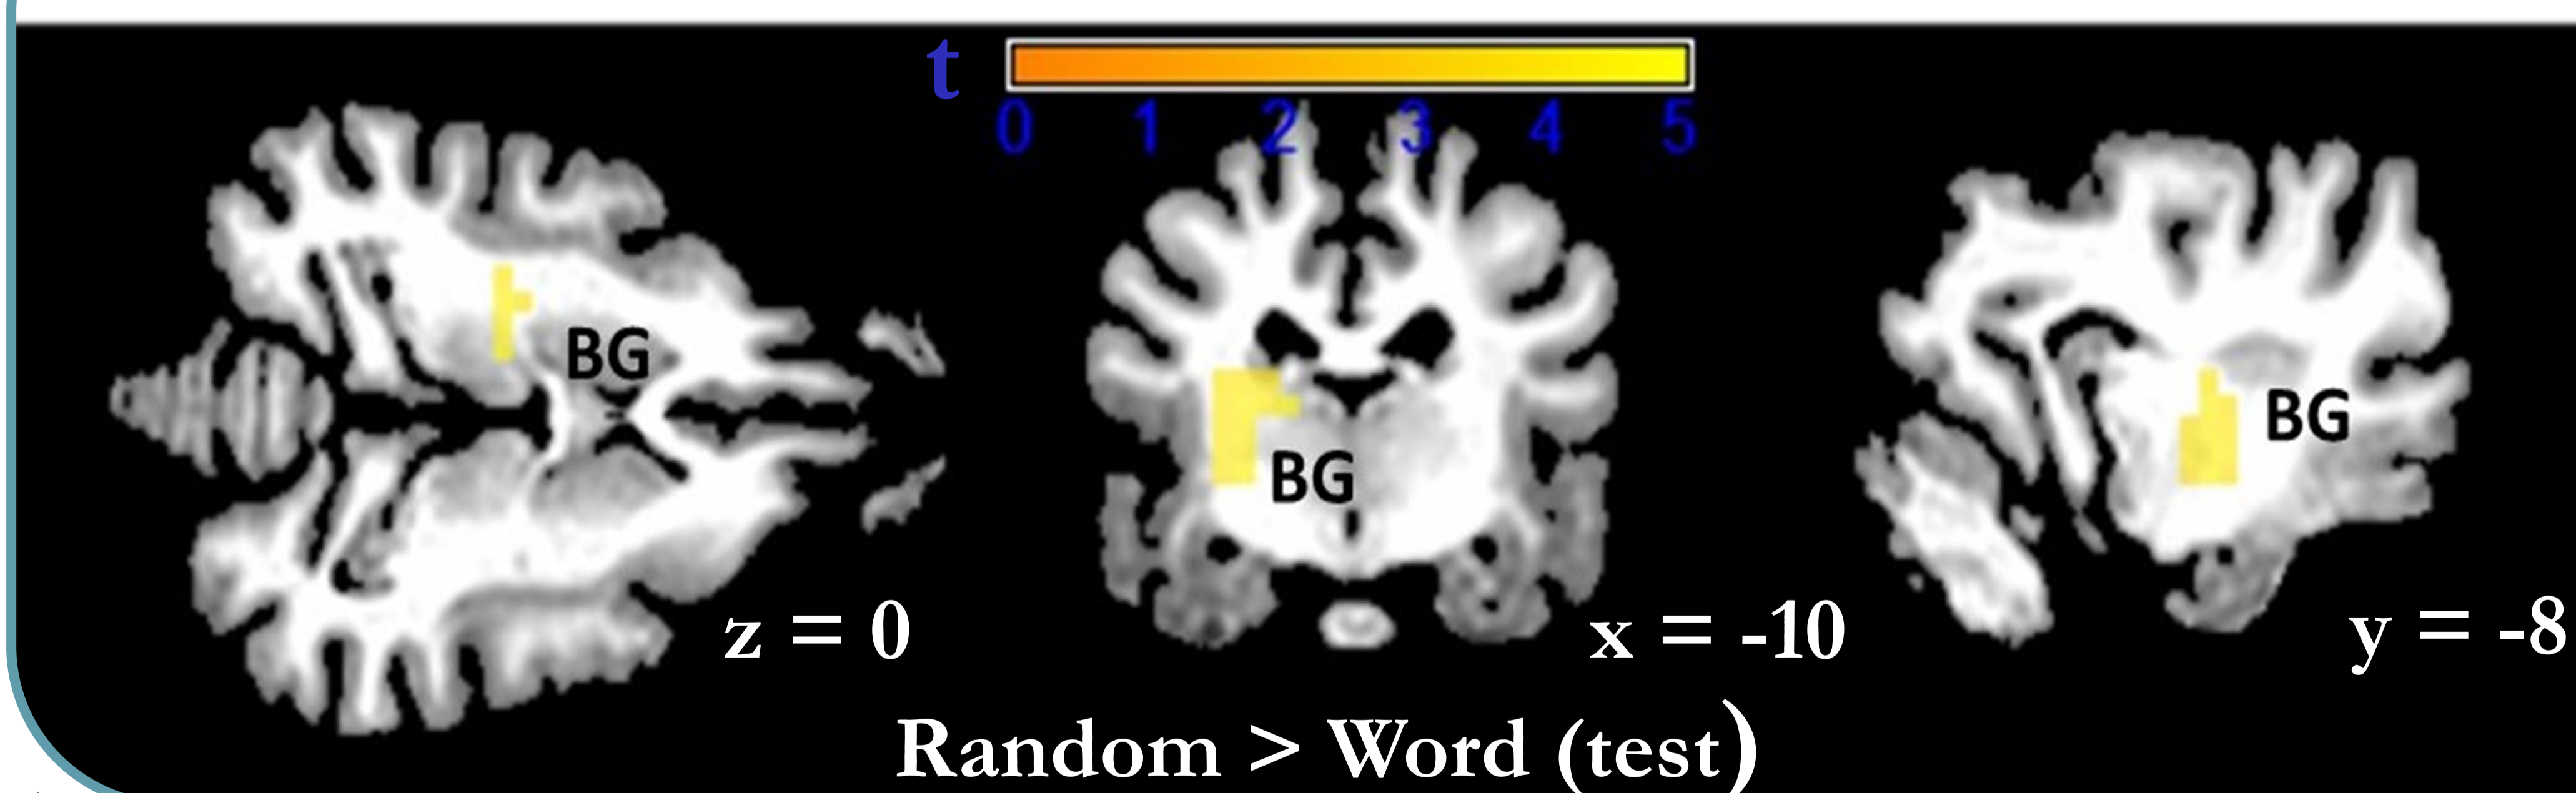 t
0 1 2 3 4 5
BG
BG
BG
z = 0
x = -10
y = -8
Random > Word (test)